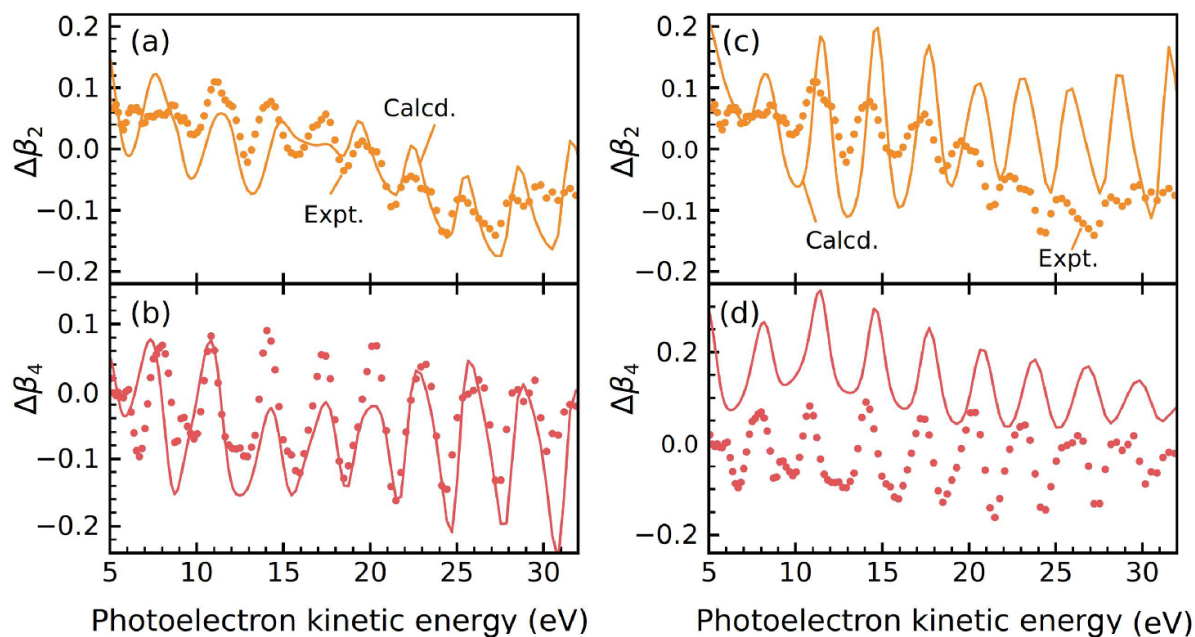 (a)
0.2
0.1
0.0
−0.1
−0.2
Δβ2
Calcd.
Expt.
(c)
0.2
0.1
0.0
−0.1
−0.2
Δβ2
Calcd.
Expt.
(b)
0.1
0.0
−0.1
−0.2
Δβ4
5 10 15 20 25 30
Photoelectron kinetic energy (eV)
(d)
0.2
0.0
−0.2
Δβ4
5 10 15 20 25 30
Photoelectron kinetic energy (eV)